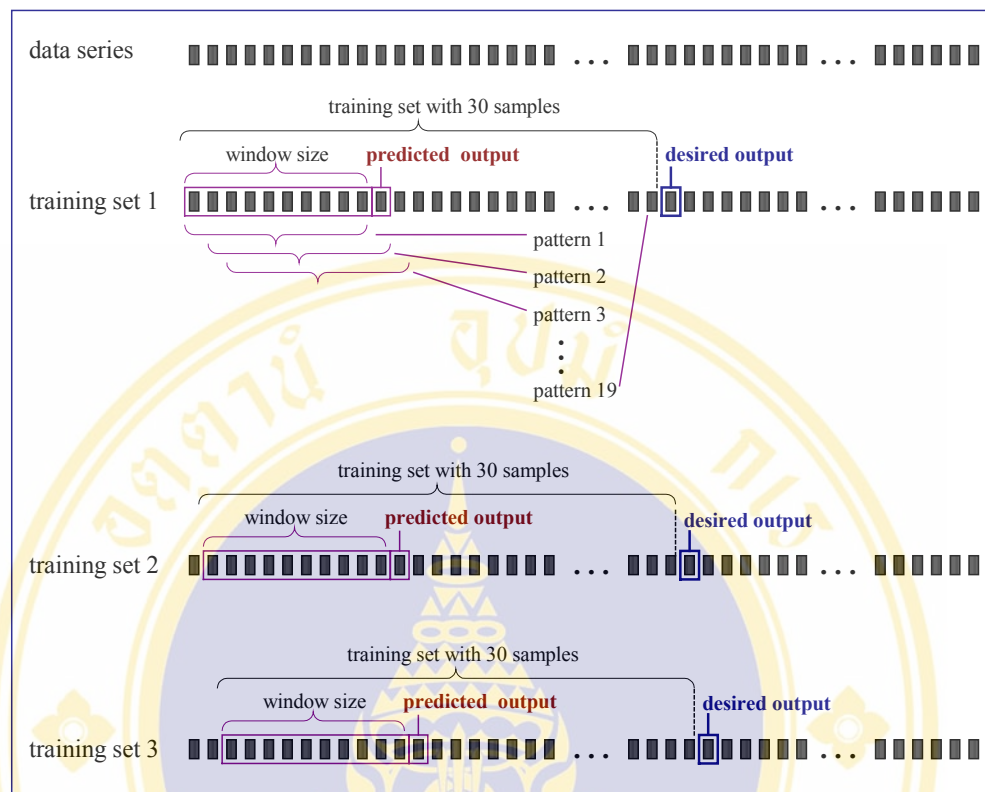 data series
. . .
. . .
training set with 30 samples
window size
predicted output
desired output
training set 1
. . .
. . .
pattern 1
pattern 2
pattern 3
pattern 19
training set with 30 samples
window size
predicted output
desired output
training set 2
. . .
. . .
training set with 30 samples
window size
predicted output
desired output
training set 3
. . .
. . .